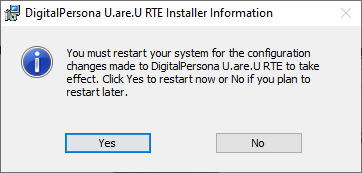 DigitalPersona U.are.U RTE Installer Information
You must restart your system for the configuration
changes made to DigitalPersona U.are.U RTE to take
effect. Click Yes to restart now or No if you plan to
restart later.
Yes No